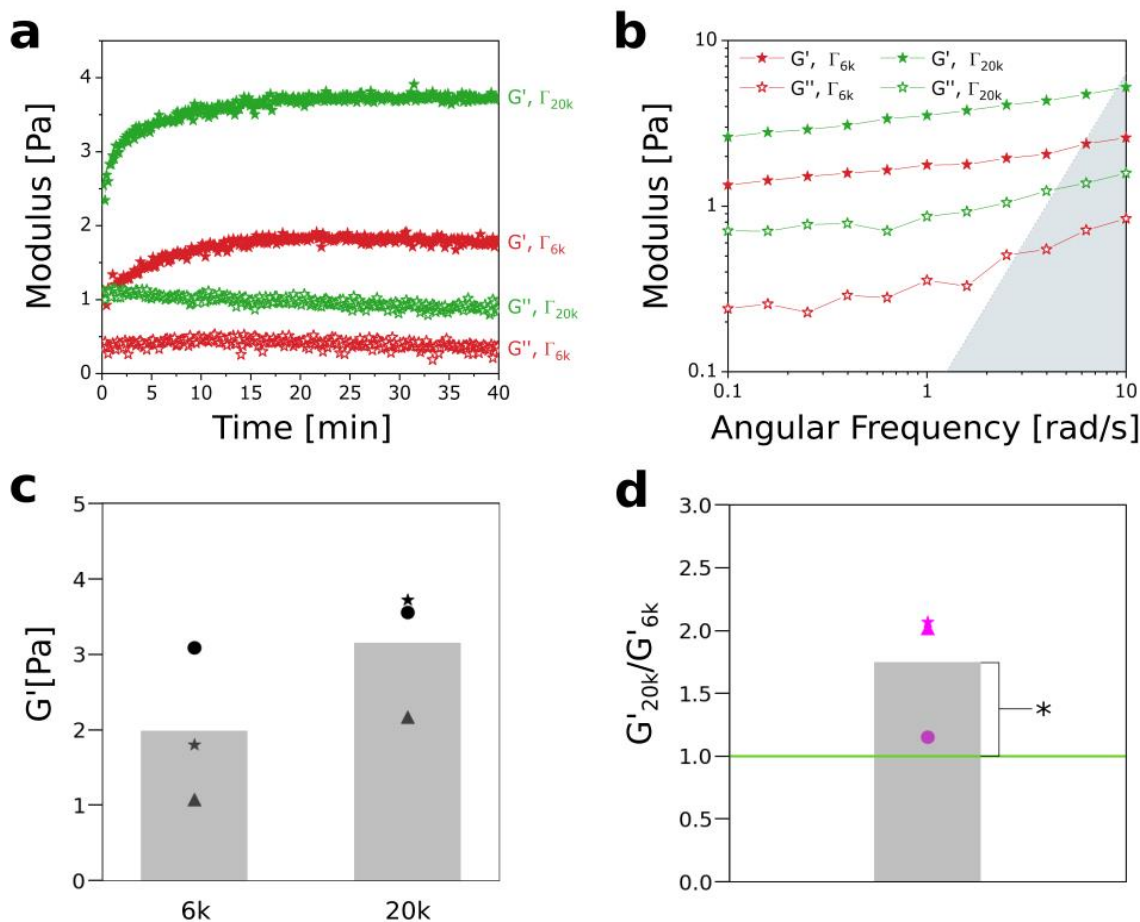 a
Modulus [Pa]
4
3
2
1
0
0 5 10 15 20 25 30 35 40
Time [min]
G', Γ20k
G', Γ6k
G'', Γ20k
G'', Γ6k
b
Modulus [Pa]
10
1
0.1
0.1 1 10
Angular Frequency [rad/s]
G', Γ6k G', Γ20k
G'', Γ6k G'', Γ20k
c
G'[Pa]
5
4
3
2
1
0
6k 20k
d
G'20k/G'6k
3.0
2.5
2.0
1.5
1.0
0.5
0.0
*